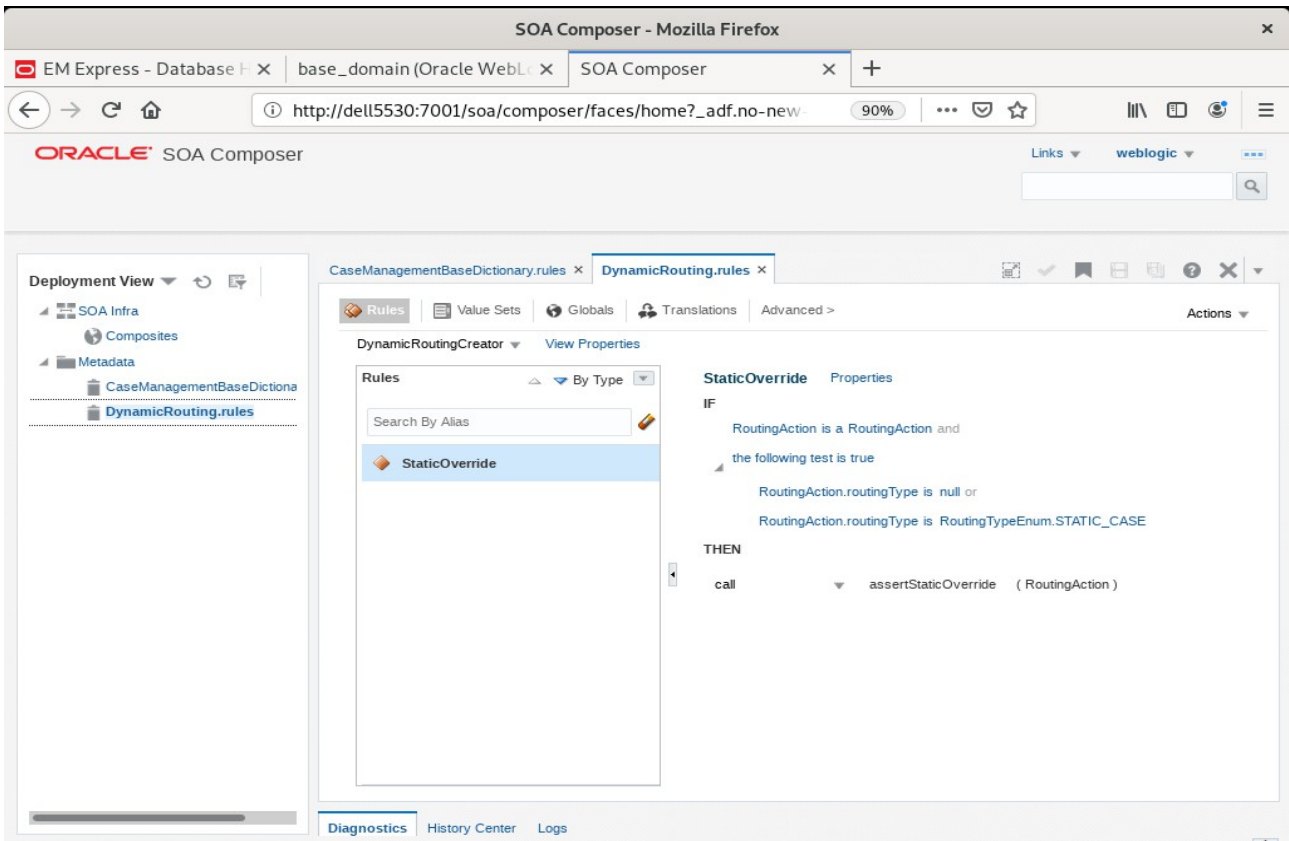 SOA Composer - Mozilla Firefox
EM Express - Database H base_domain (Oracle WebLo SOA Composer
http://dell5530:7001/soa/composer/faces/home?_adf.no-new- 90%
ORACLE SOA Composer Links weblogic
Deployment View
SOA Infra
Composites
Metadata
CaseManagementBaseDictiona
DynamicRouting.rules
CaseManagementBaseDictionary.rules DynamicRouting.rules
Rules Value Sets Globals Translations Advanced > Actions
DynamicRoutingCreator View Properties
Rules By Type
Search By Alias
StaticOverride
StaticOverride Properties
IF
RoutingAction is a RoutingAction and
the following test is true
RoutingAction.routingType is null or
RoutingAction.routingType is RoutingTypeEnum.STATIC_CASE
THEN
call assertStaticOverride ( RoutingAction )
Diagnostics History Center Logs